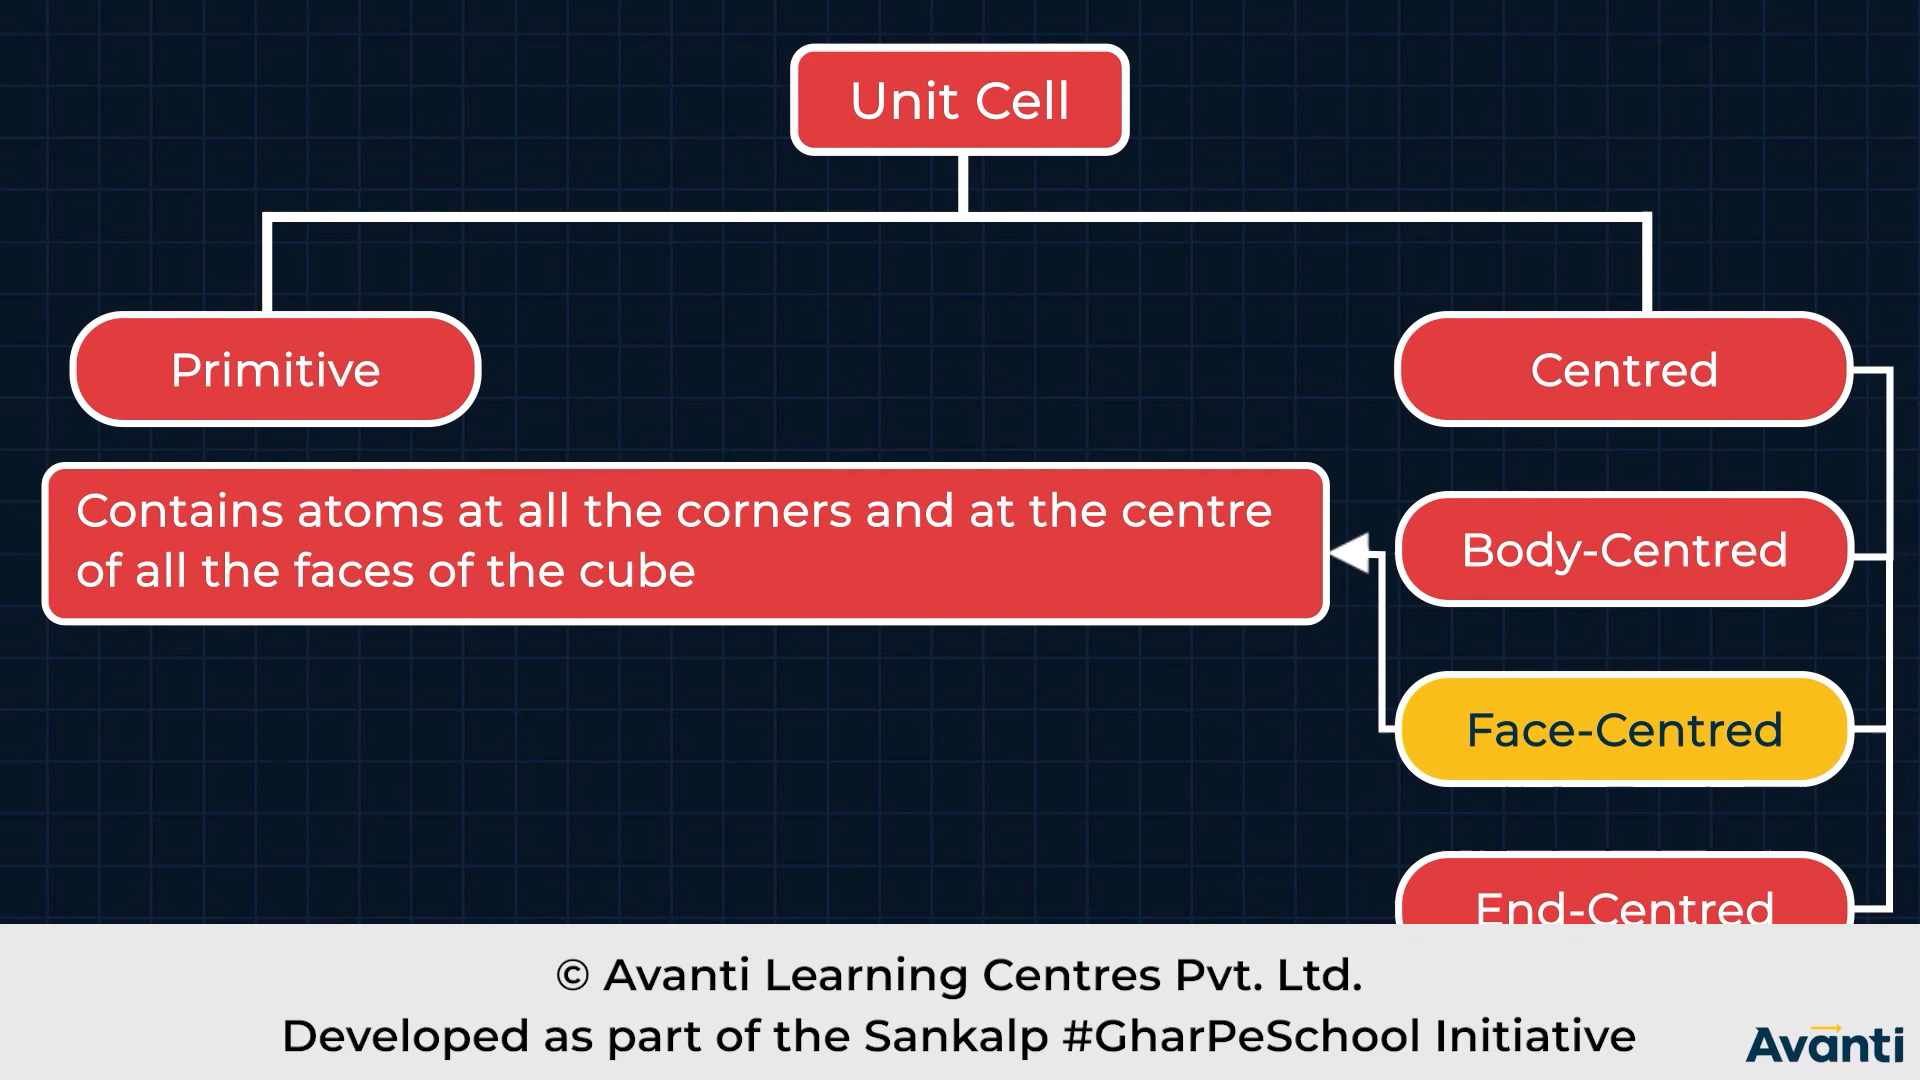 Unit Cell
Primitive
Centred
Contains atoms at all the corners and at the centre
of all the faces of the cube
Body-Centred
Face-Centred
End-Centred
© Avanti Learning Centres Pvt. Ltd.
Developed as part of the Sankalp #GharPeSchool Initiative
Avanti